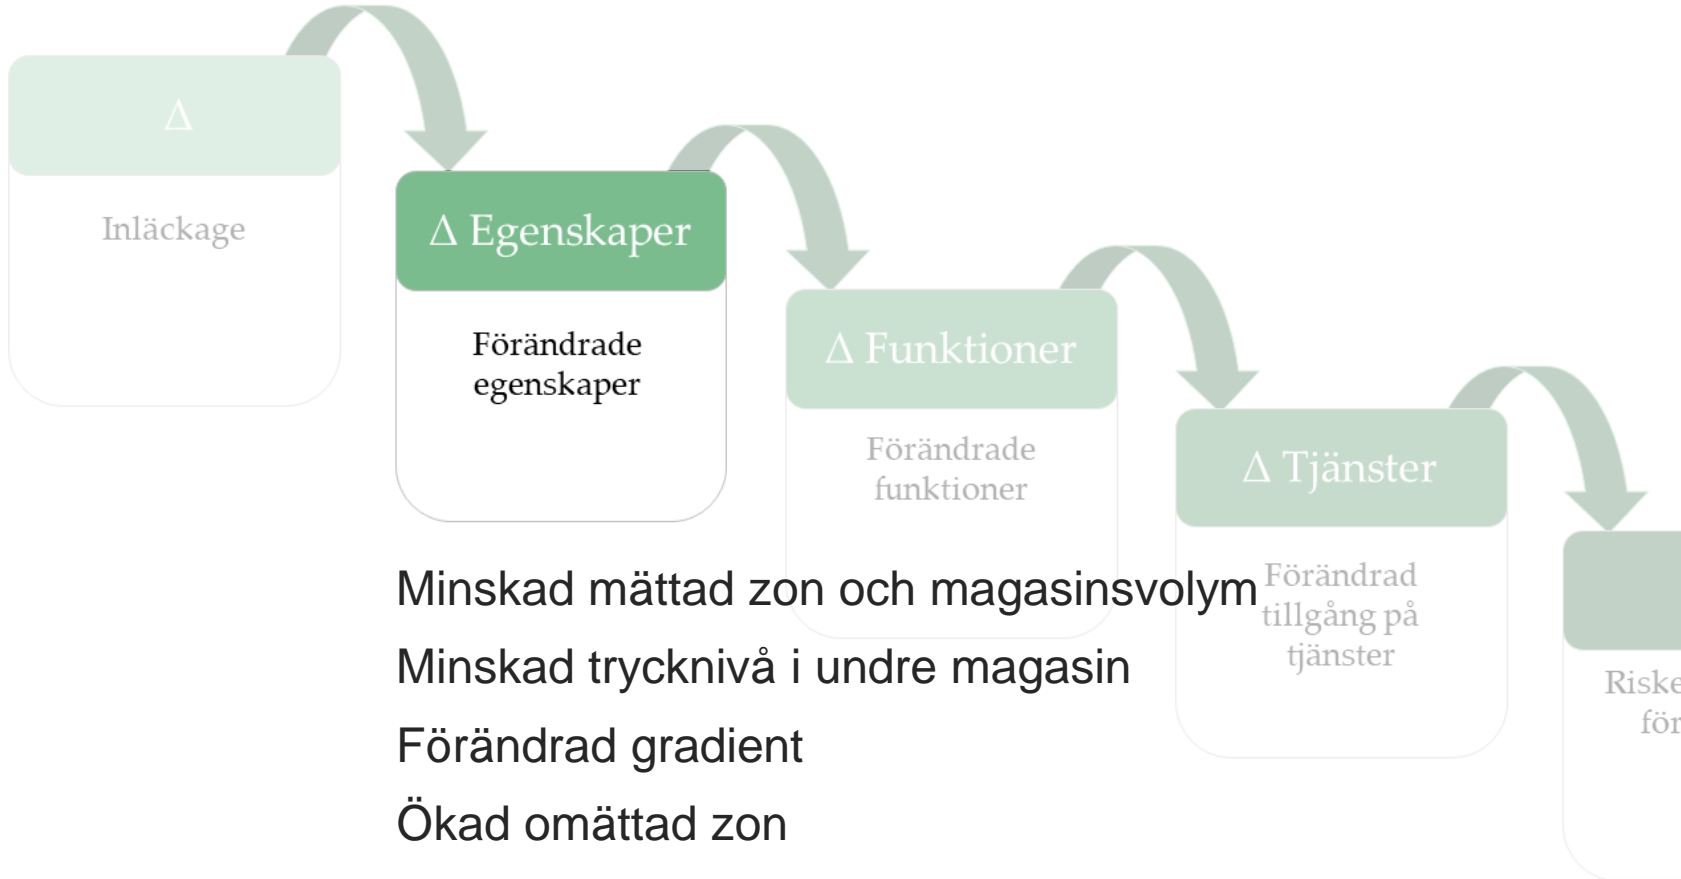 Δ
Inläckage
Δ Egenskaper
Förändrade
egenskaper
Δ Funktioner
Förändrade
funktioner
Δ Tjänster
Förändrad
tillgång på
tjänster
Minskad mättad zon och magasinsvolym
Minskad trycknivå i undre magasin
Förändrad gradient
Ökad omättad zon